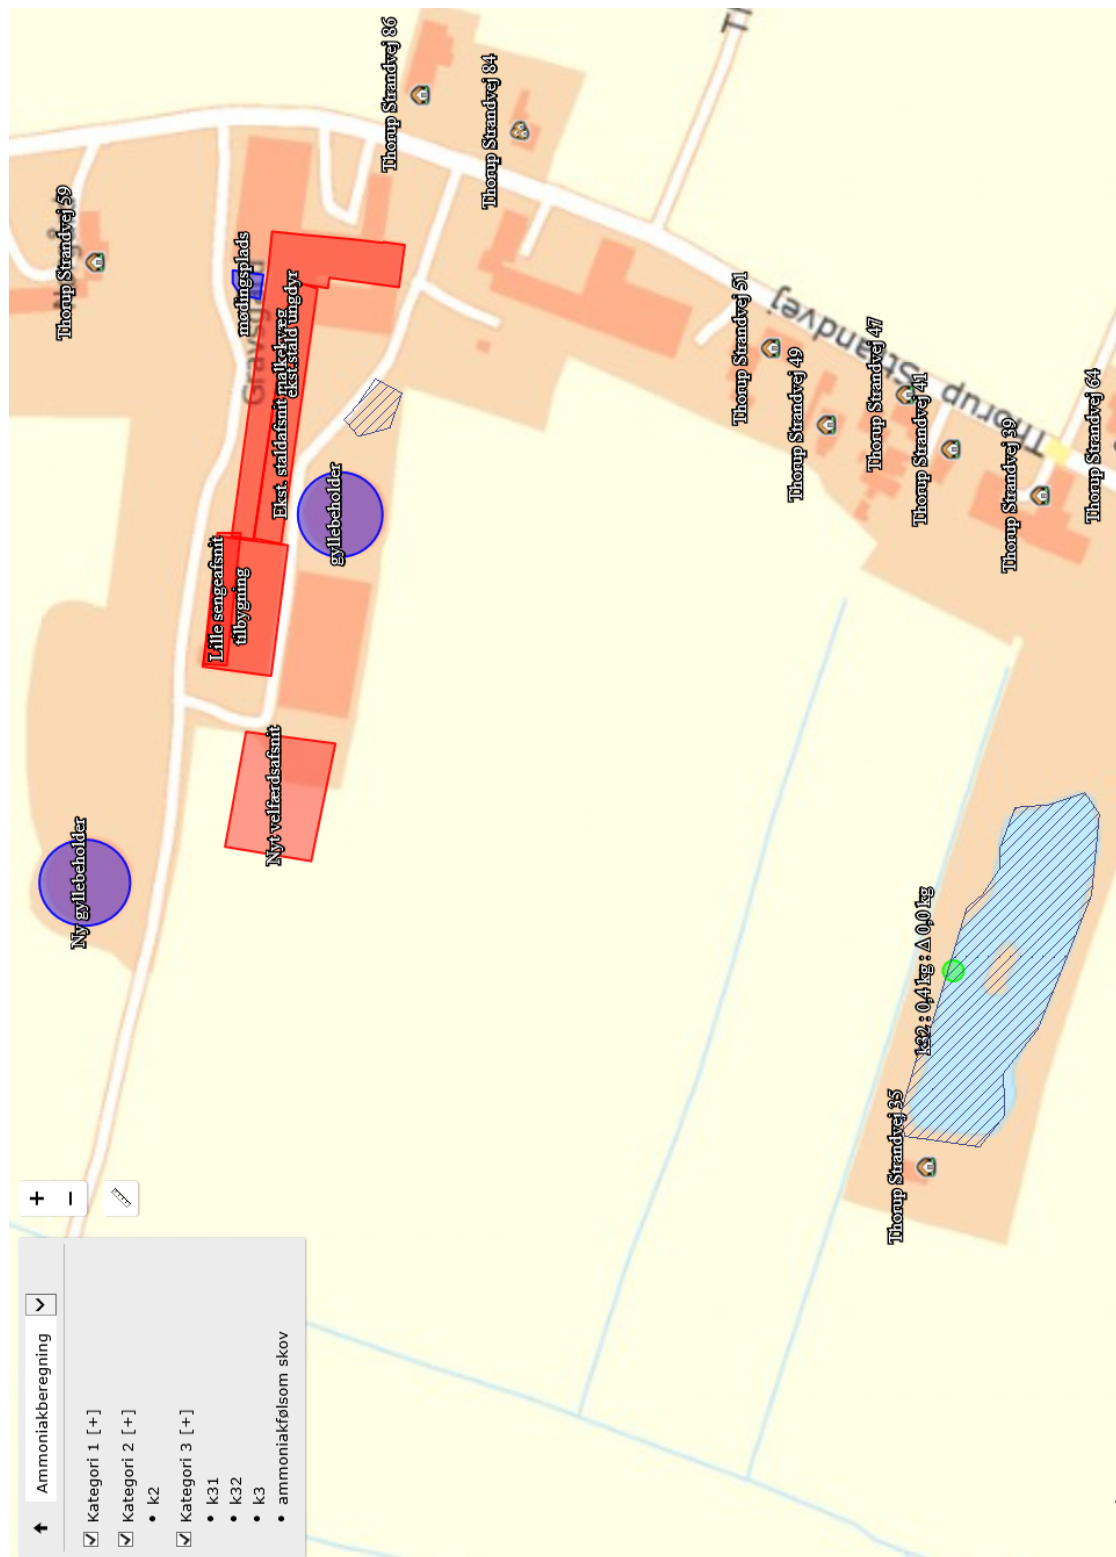 Ammoniakberegning
Kategori 1 [+]
Kategori 2 [+]
k2
Kategori 3 [+]
k31
k32
k3
ammoniakfølsom skov
+
−
Ny gyllebeholder
Thorup Strandvej 59
Nyt velfærdsafsnit
Lille sengeafsnit
tilbygning
mødingsplads
Ekst. staldafsnit malkekvæg
ekst stald ungdyr
gyllebeholder
Thorup Strandvej 86
Thorup Strandvej 84
Thorup Strandvej 51
Thorup Strandvej 49
Thorup Strandvej 47
Thorup Strandvej 41
Thorup Strandvej 39
Thorup Strandvej 64
Thorup Strandvej
k32 : 0,4 kg : Δ 0,0 kg
Thorup Strandvej 35